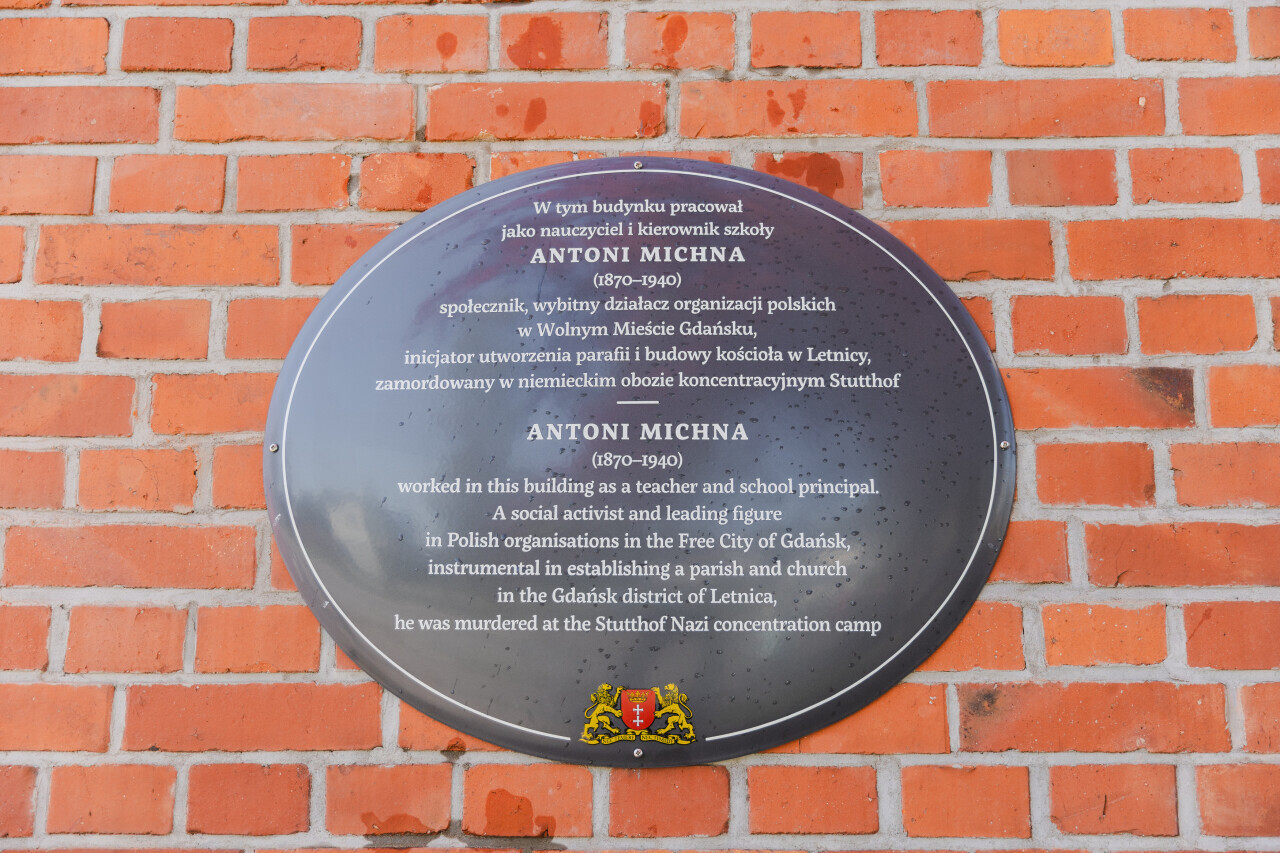 W tym budynku pracował
jako nauczyciel i kierownik szkoły
ANTONI MICHNA
(1870–1940)
społecznik, wybitny działacz organizacji polskich
w Wolnym Mieście Gdańsku,
inicjator utworzenia parafii i budowy kościoła w Letnicy,
zamordowany w niemieckim obozie koncentracyjnym Stutthof
ANTONI MICHNA
(1870–1940)
worked in this building as a teacher and school principal.
A social activist and leading figure
in Polish organisations in the Free City of Gdańsk,
instrumental in establishing a parish and church
in the Gdańsk district of Letnica,
he was murdered at the Stutthof Nazi concentration camp